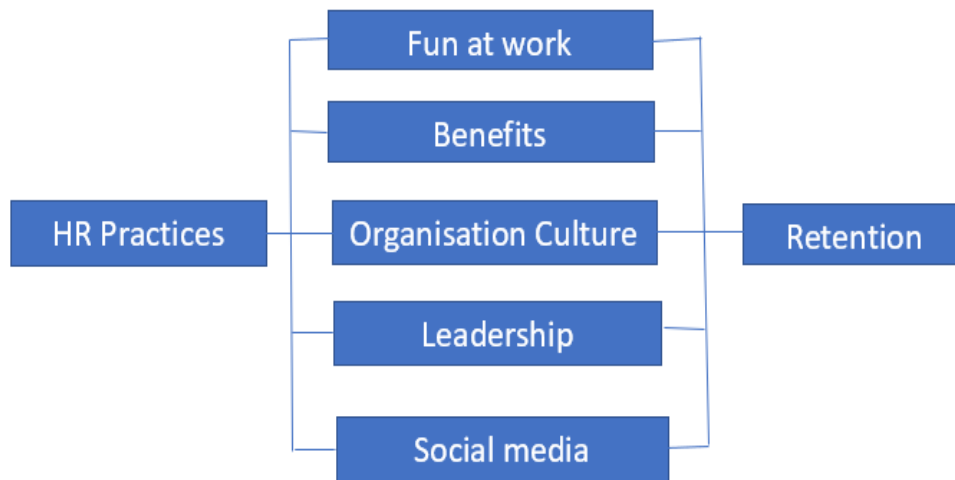 Fun at work
Benefits
HR Practices
Organisation Culture
Retention
Leadership
Social media